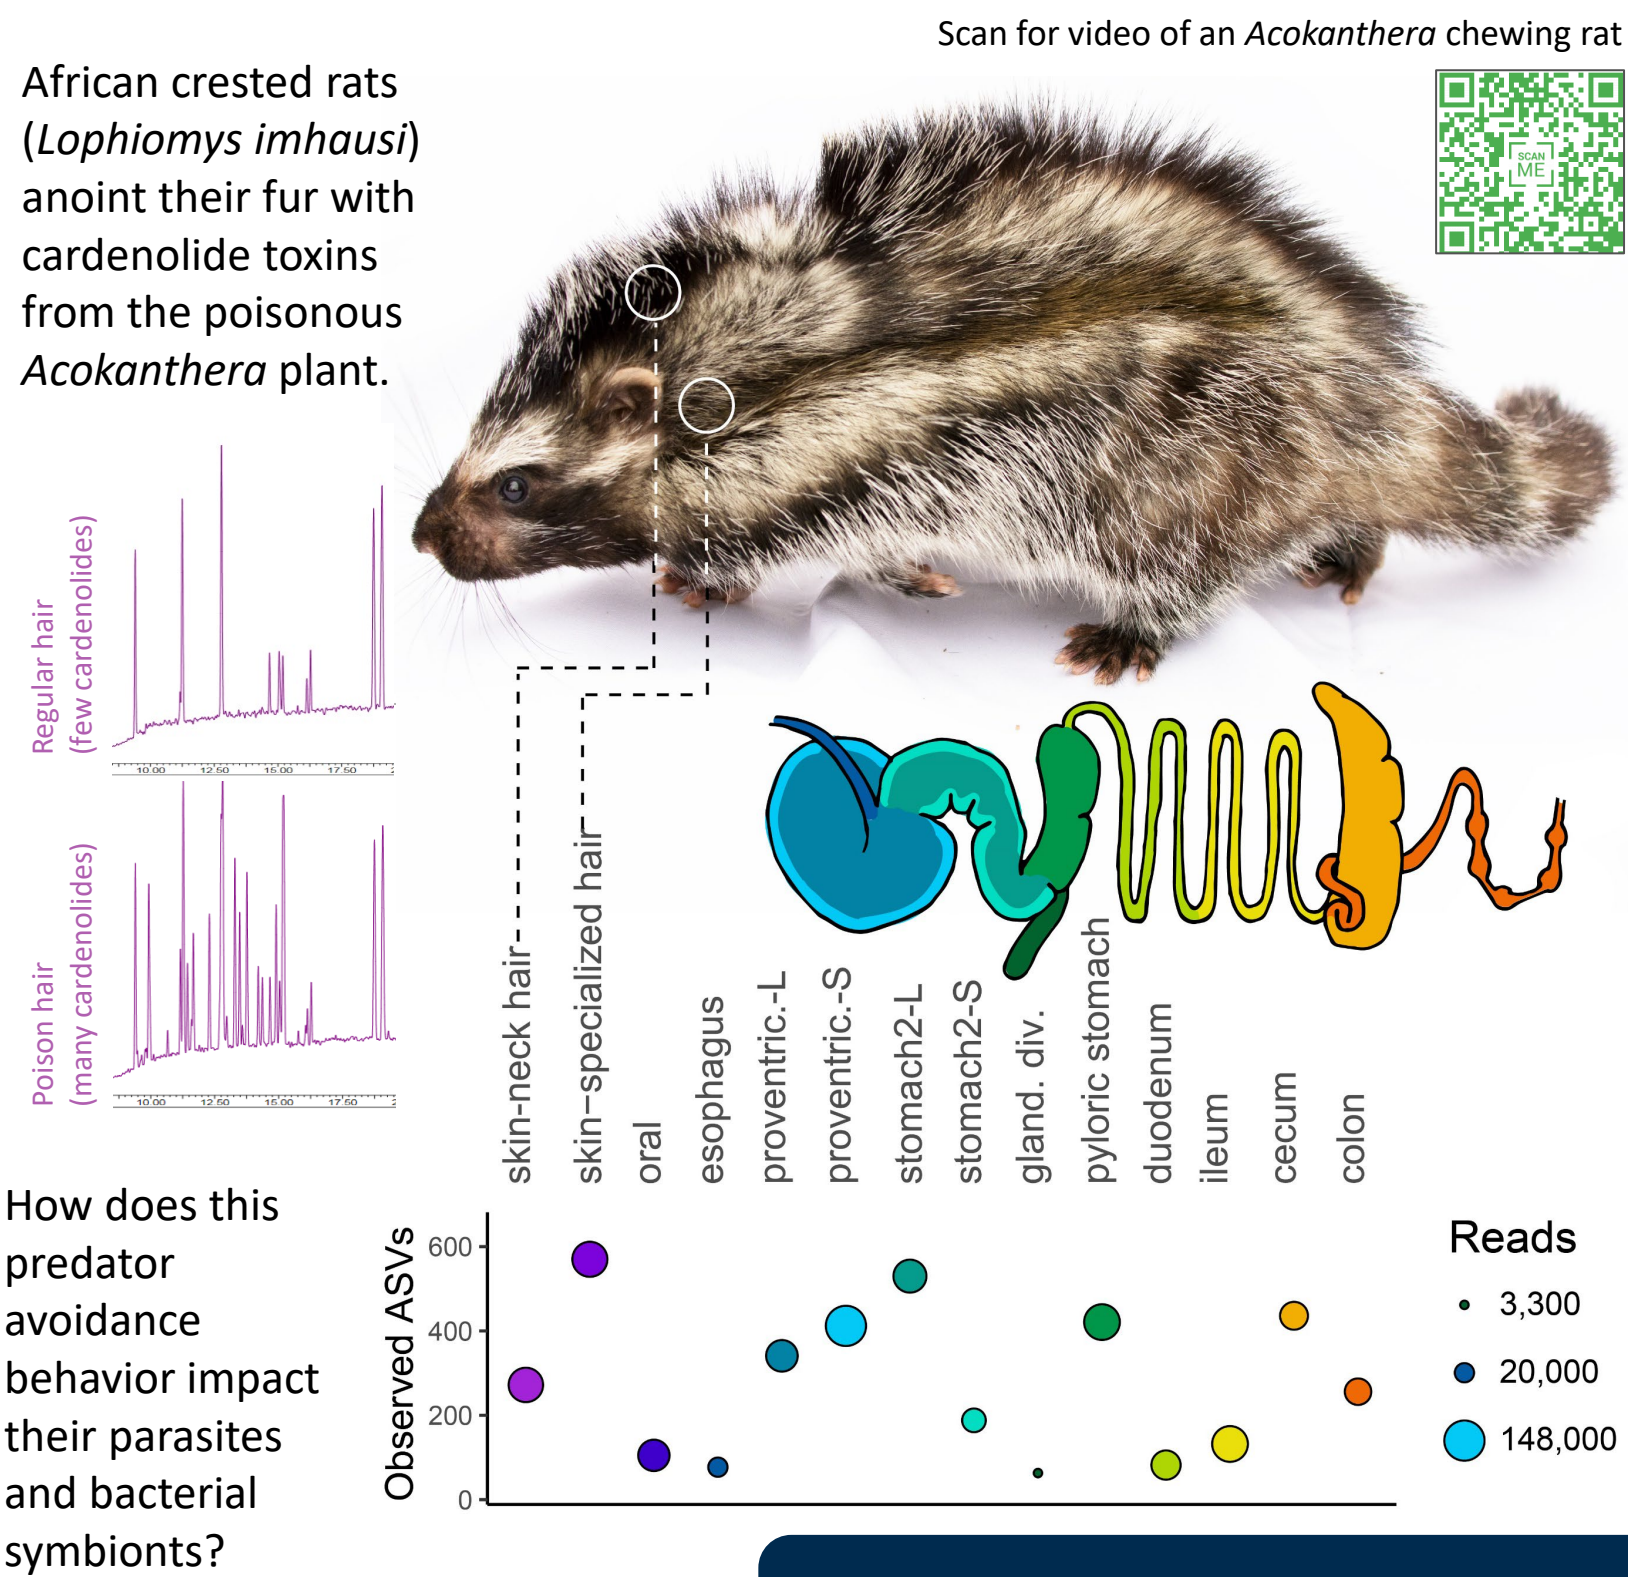 Scan for video of an Acokanthera chewing rat
SCAN
ME
African crested rats
(Lophiomys imhausi)
anoint their fur with
cardenolide toxins
from the poisonous
Acokanthera plant.
Regular hair
(few cardenolides)
10.00 12.50 15.00 17.50
Poison hair
(many cardenolides)
10.00 12.50 15.00 17.50
skin-neck hair
skin–specialized hair
oral
esophagus
proventric.-L
proventric.-S
stomach2-L
stomach2-S
gland. div.
pyloric stomach
duodenum
ileum
cecum
colon
How does this
predator
avoidance
behavior impact
their parasites
and bacterial
symbionts?
Observed ASVs
600
400
200
0
Reads
3,300
20,000
148,000